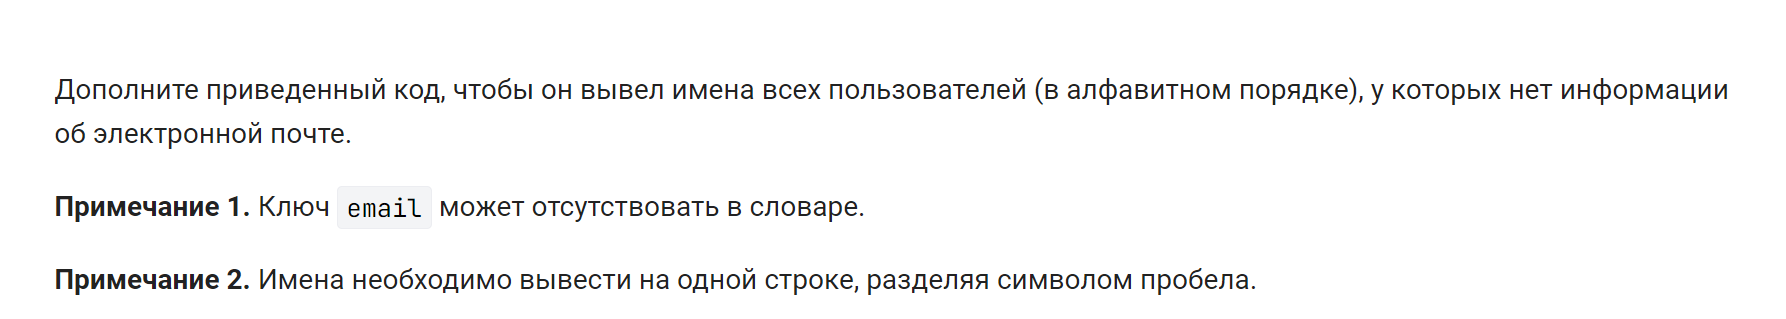 Дополните приведенный код, чтобы он вывел имена всех пользователей (в алфавитном порядке), у которых нет информации
об электронной почте.
Примечание 1. Ключ email может отсутствовать в словаре.
Примечание 2. Имена необходимо вывести на одной строке, разделяя символом пробела.